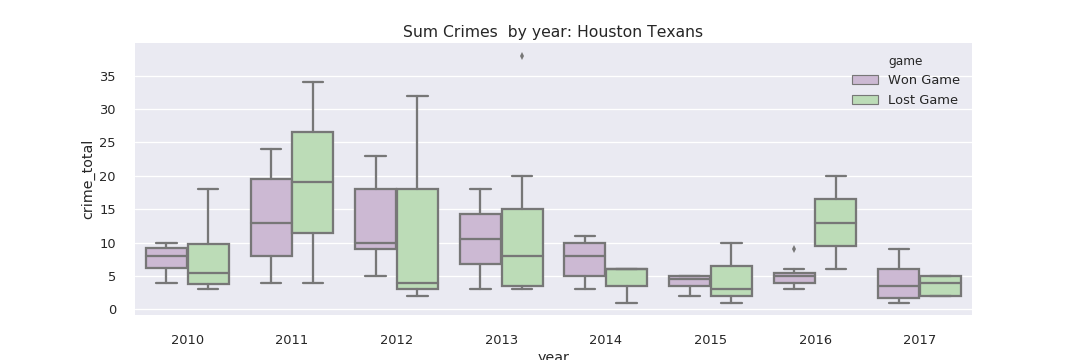 Sum Crimes  by year: Houston Texans
game
Won Game
Lost Game
crime_total
35
30
25
20
15
10
5
0
2010 2011 2012 2013 2014 2015 2016 2017
year